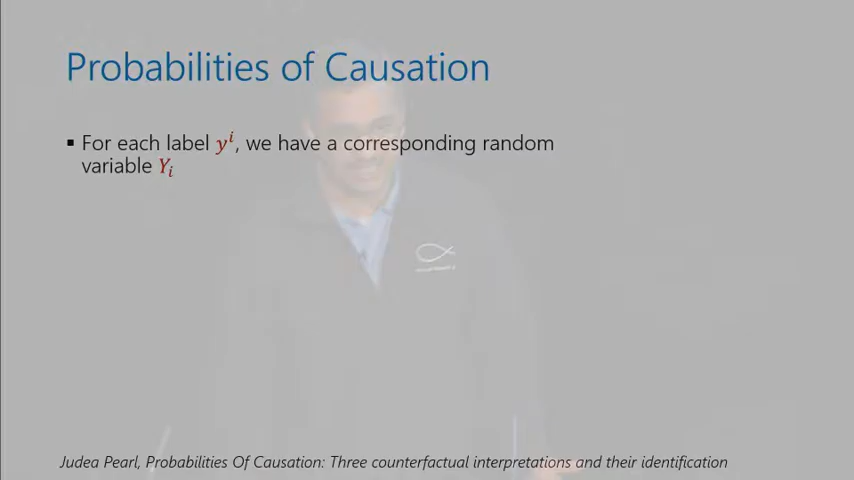 Probabilities of Causation
▪ For each label yⁱ, we have a corresponding random
variable Yᵢ
Judea Pearl, Probabilities Of Causation: Three counterfactual interpretations and their identification